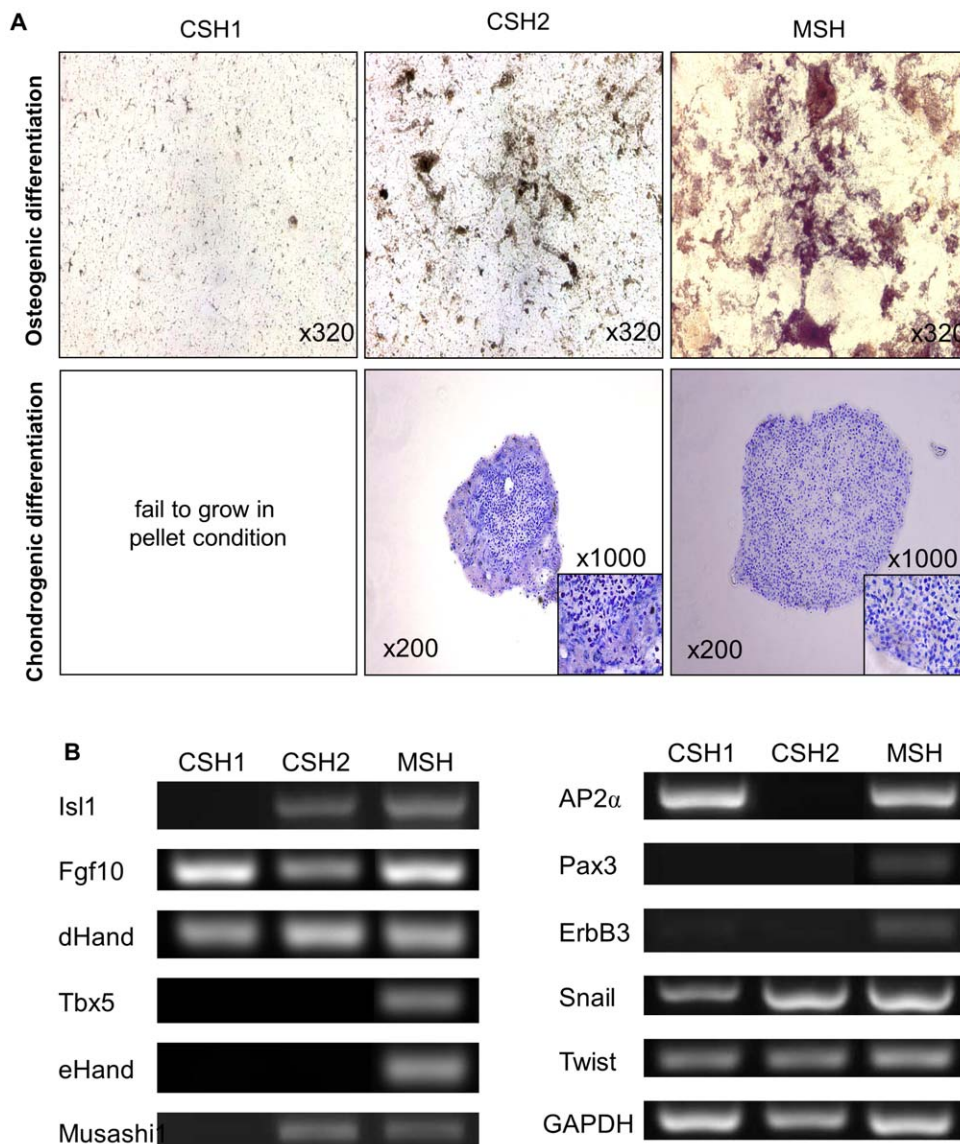 A
CSH1 CSH2 MSH
Osteogenic differentiation
x320 x320 x320
Chondrogenic differentiation
fail to grow in
pellet condition
x1000 x1000
x200 x200
B
CSH1 CSH2 MSH
Isl1
Fgf10
dHand
Tbx5
eHand
Musashi1
CSH1 CSH2 MSH
AP2α
Pax3
ErbB3
Snail
Twist
GAPDH